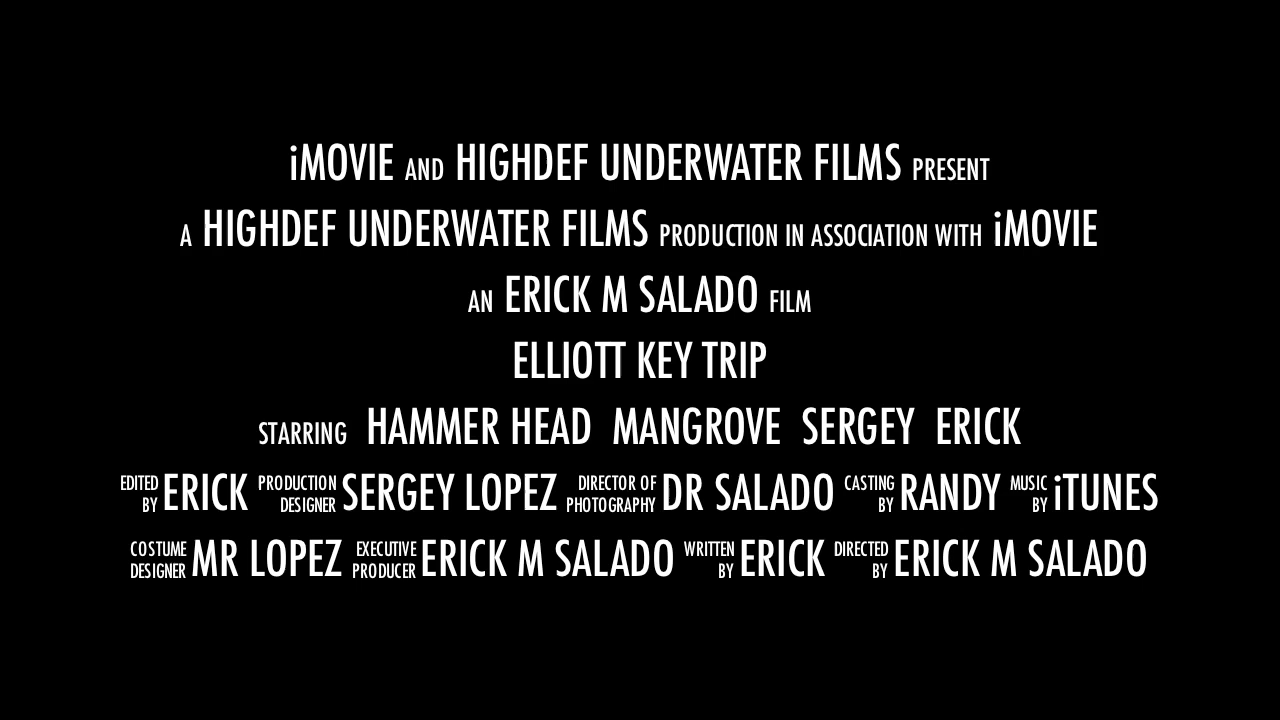 iMOVIE AND HIGHDEF UNDERWATER FILMS PRESENT
A HIGHDEF UNDERWATER FILMS PRODUCTION IN ASSOCIATION WITH iMOVIE
AN ERICK M SALADO FILM
ELLIOTT KEY TRIP
STARRING HAMMER HEAD MANGROVE SERGEY ERICK
EDITED BY ERICK PRODUCTION DESIGNER SERGEY LOPEZ DIRECTOR OF PHOTOGRAPHY DR SALADO CASTING BY RANDY MUSIC BY iTUNES
COSTUME DESIGNER MR LOPEZ EXECUTIVE PRODUCER ERICK M SALADO WRITTEN BY ERICK DIRECTED BY ERICK M SALADO